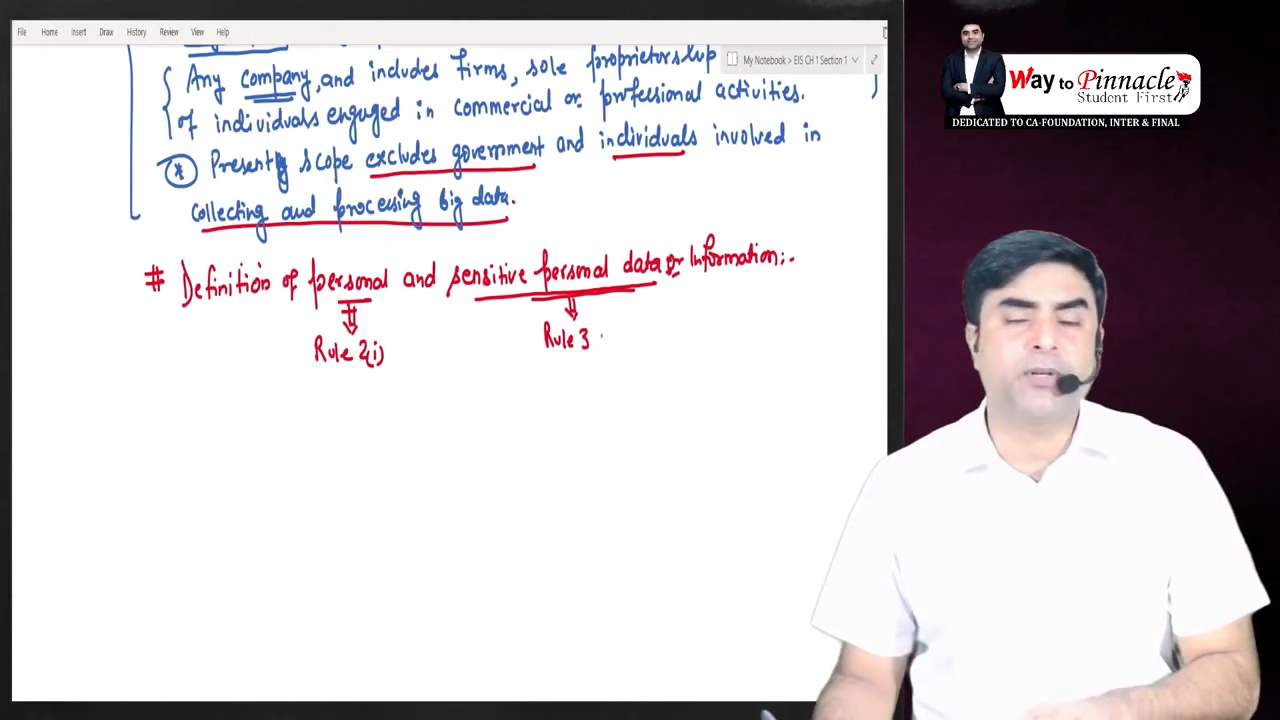 File Home Insert Draw History Review View Help
My Notebook > EIS CH 1 Section 1
Any company, and includes firms, sole proprietorship
of individuals engaged in commercial or professional activities.
* Presently scope excludes government and individuals involved in
collecting and processing big data.
# Definition of personal and sensitive personal data or Information:-
Rule 2(i)
Rule 3
Way to Pinnacle
Student First
DEDICATED TO CA-FOUNDATION, INTER & FINAL